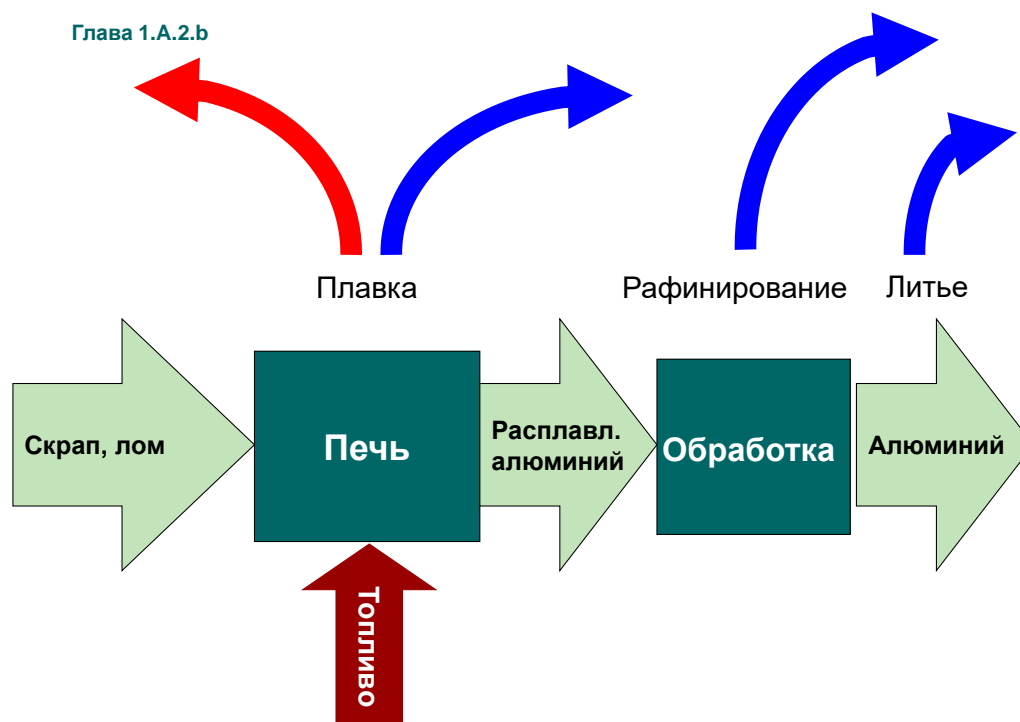 Глава 1.A.2.b
Плавка
Рафинирование
Литье
Скрап, лом
Печь
Расплавл.
алюминий
Обработка
Алюминий
Топливо